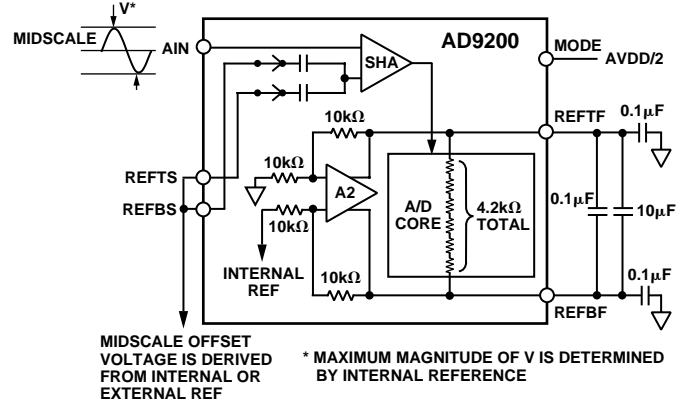 V*
AD9200
MIDSCALE
AIN
SHA
MODE
AVDD/2
0.1µF
REFTF
10kΩ
10kΩ
REFTS
A2
A/D
CORE
4.2kΩ
TOTAL
0.1µF
10µF
REFBS
10kΩ
INTERNAL
REF
10kΩ
0.1µF
REFBF
MIDSCALE OFFSET
VOLTAGE IS DERIVED
FROM INTERNAL OR
EXTERNAL REF
* MAXIMUM MAGNITUDE OF V IS DETERMINED
BY INTERNAL REFERENCE